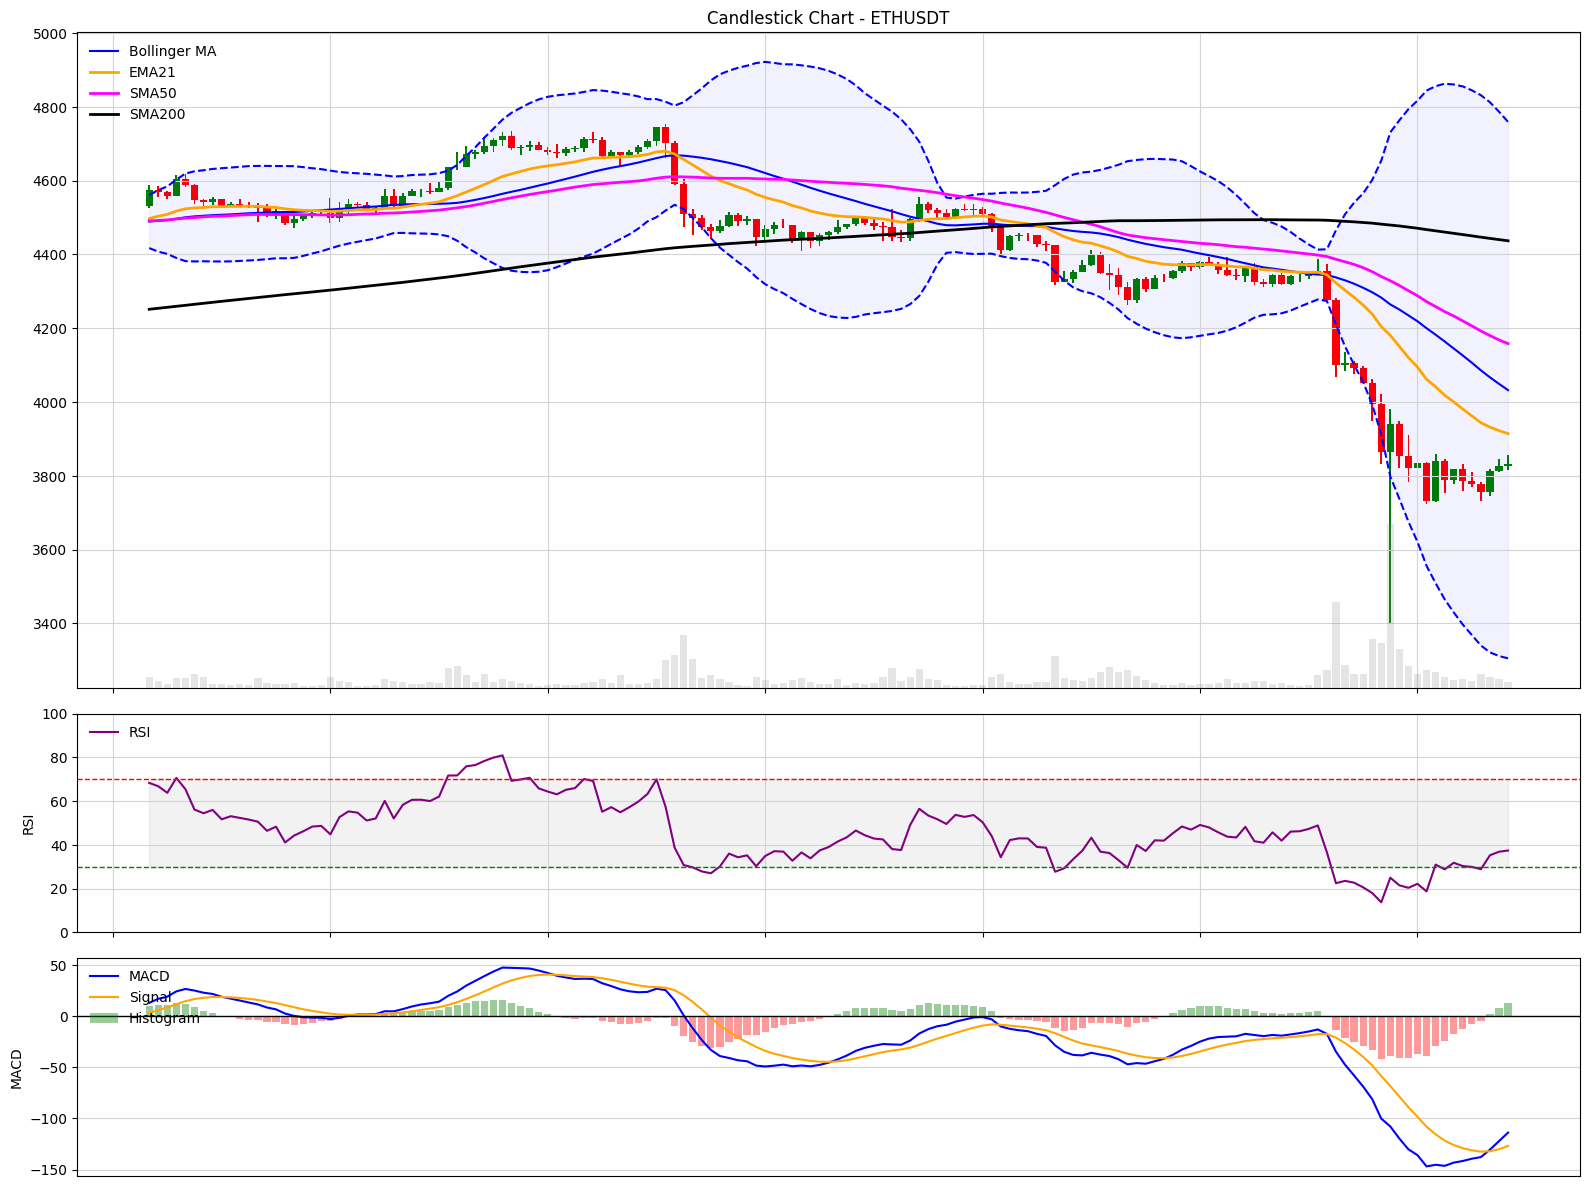 Candlestick Chart - ETHUSDT
5000
4800
4600
4400
4200
4000
3800
3600
3400
Bollinger MA
EMA21
SMA50
SMA200
100
80
60
40
20
0
RSI
RSI
50
0
−50
−100
−150
MACD
MACD
Signal
Histogram